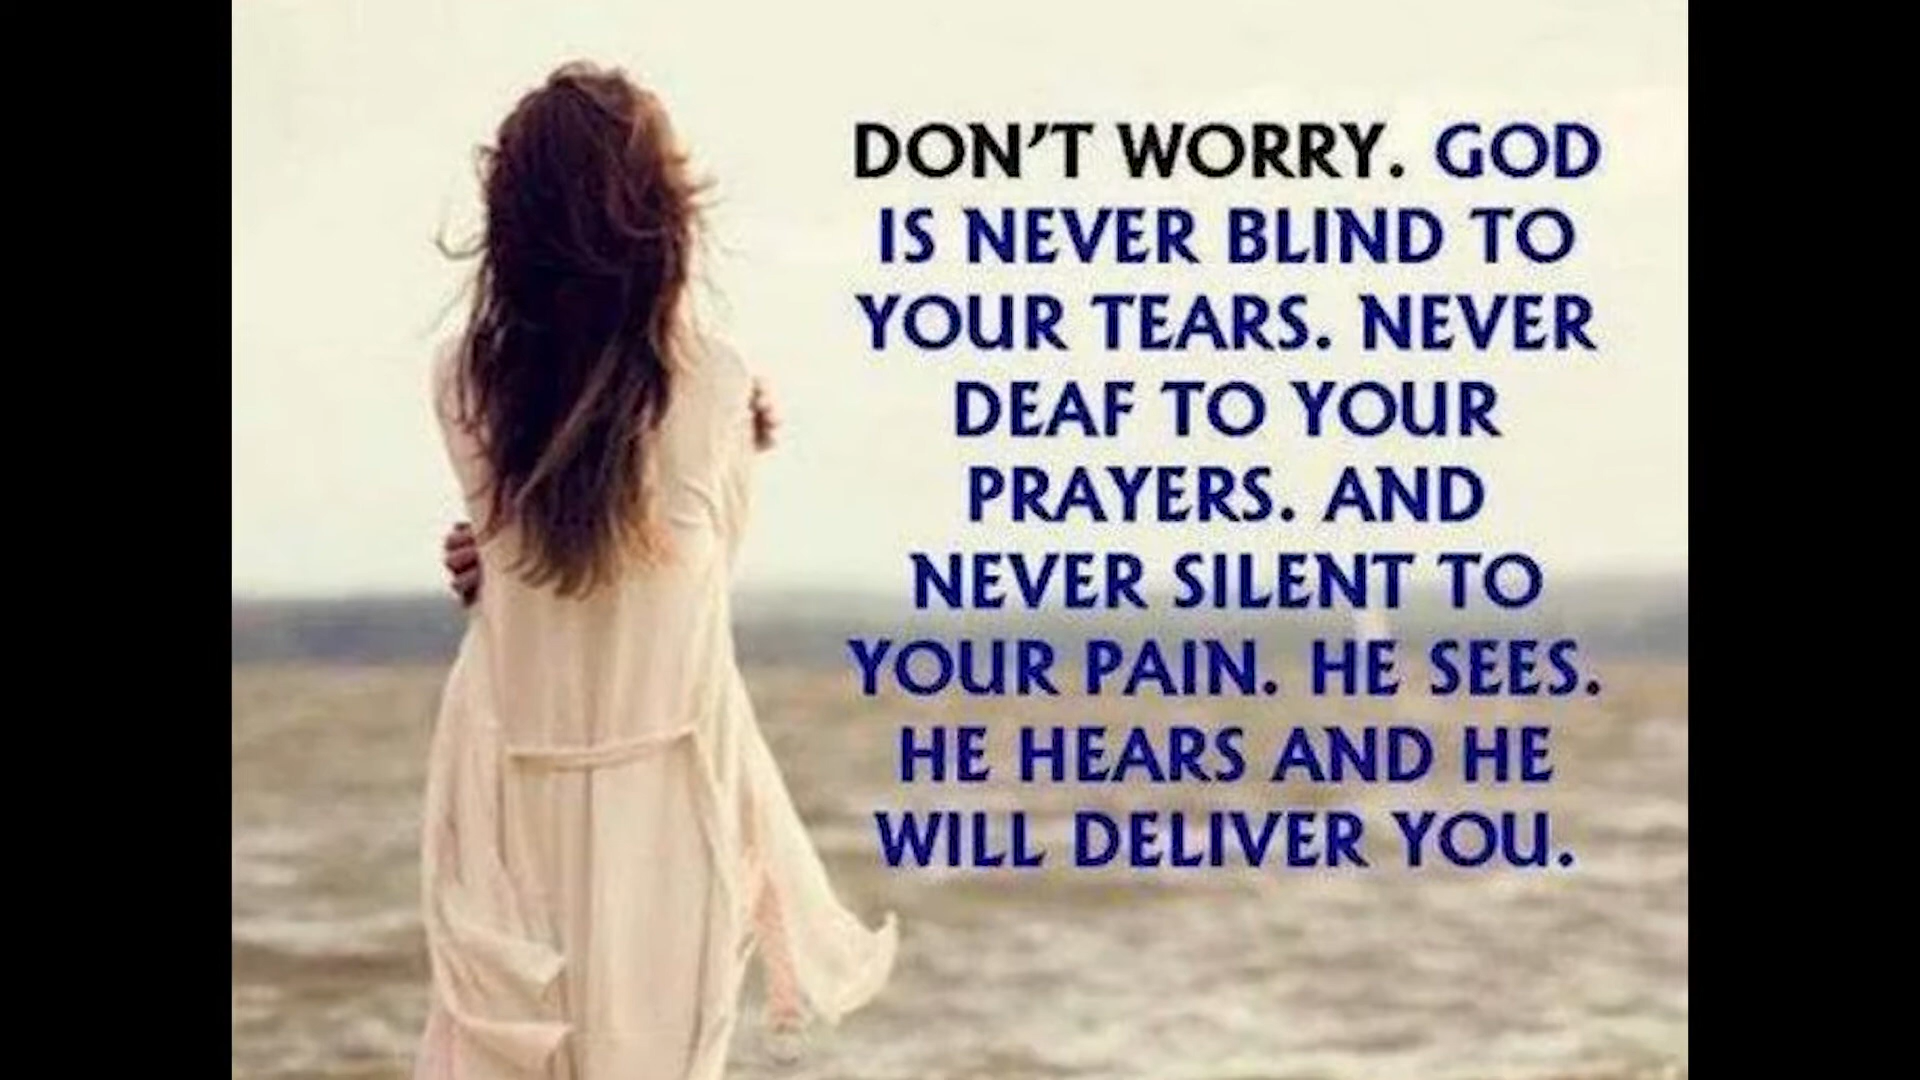 DON'T WORRY. GOD
IS NEVER BLIND TO
YOUR TEARS. NEVER
DEAF TO YOUR
PRAYERS. AND
NEVER SILENT TO
YOUR PAIN. HE SEES.
HE HEARS AND HE
WILL DELIVER YOU.